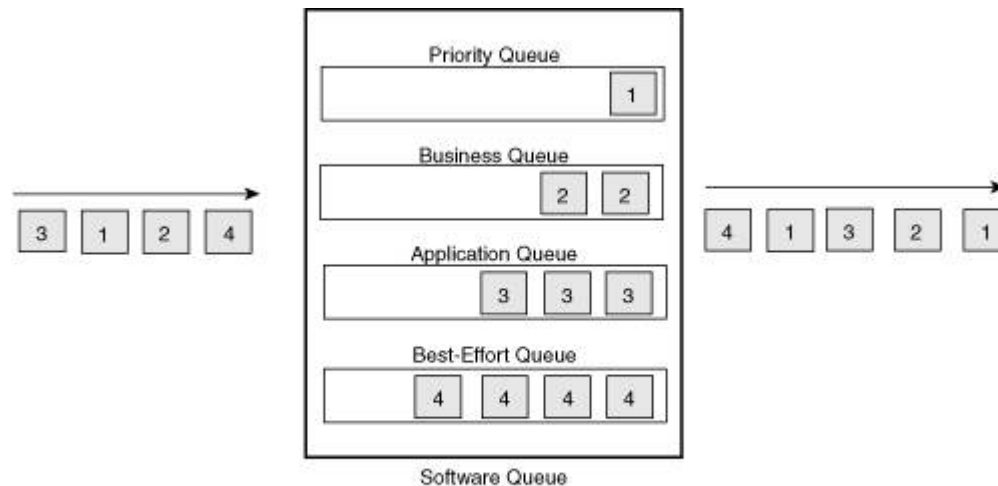 Priority Queue
1
Business Queue
2 2
3 1 2 4
4 1 3 2 1
Application Queue
3 3 3
Best-Effort Queue
4 4 4 4
Software Queue